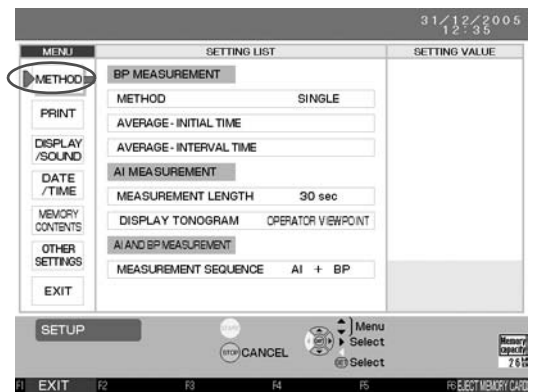 31/12/2005
12:35
MENU
SETTING LIST
SETTING VALUE
METHOD
BP MEASUREMENT
METHOD SINGLE
PRINT
AVERAGE-INITIAL TIME
DISPLAY
/SOUND
AVERAGE-INTERVAL TIME
DATE
/TIME
AI MEASUREMENT
MEASUREMENT LENGTH 30 sec
MEMORY
CONTENTS
DISPLAY TONOGRAM OPERATOR VIEWPOINT
OTHER
SETTINGS
AI AND BP MEASUREMENT
MEASUREMENT SEQUENCE AI + BP
EXIT
SETUP
STOP CANCEL
Menu
Select
SET Select
Memory
capacity
26
F1 EXIT F2 F3 F4 F5 F6 EJECT MEMORY CARD